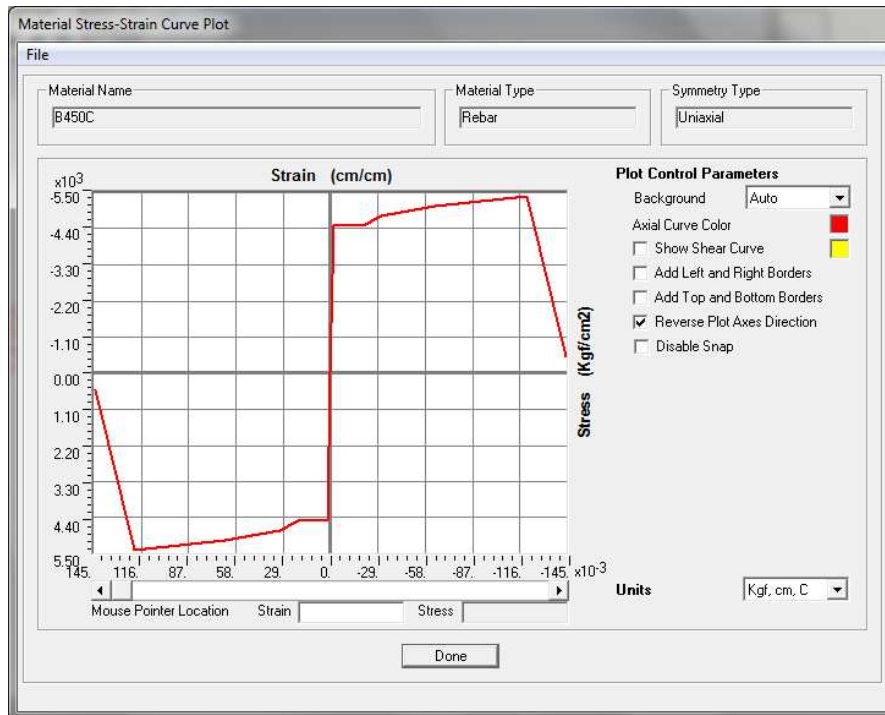 Material Stress-Strain Curve Plot
File
Material Name
B450C
Material Type
Rebar
Symmetry Type
Uniaxial
Strain (cm/cm)
x10³
-5.50
-4.40
-3.30
-2.20
-1.10
0.00
1.10
2.20
3.30
4.40
5.50
145. 116. 87. 58. 29. 0. -29. -58. -87. -116. -145. x10⁻³
Stress (Kgf/cm2)
Mouse Pointer Location Strain Stress
Plot Control Parameters
Background Auto
Axial Curve Color
Show Shear Curve
Add Left and Right Borders
Add Top and Bottom Borders
Reverse Plot Axes Direction
Disable Snap
Units Kgf, cm, C
Done